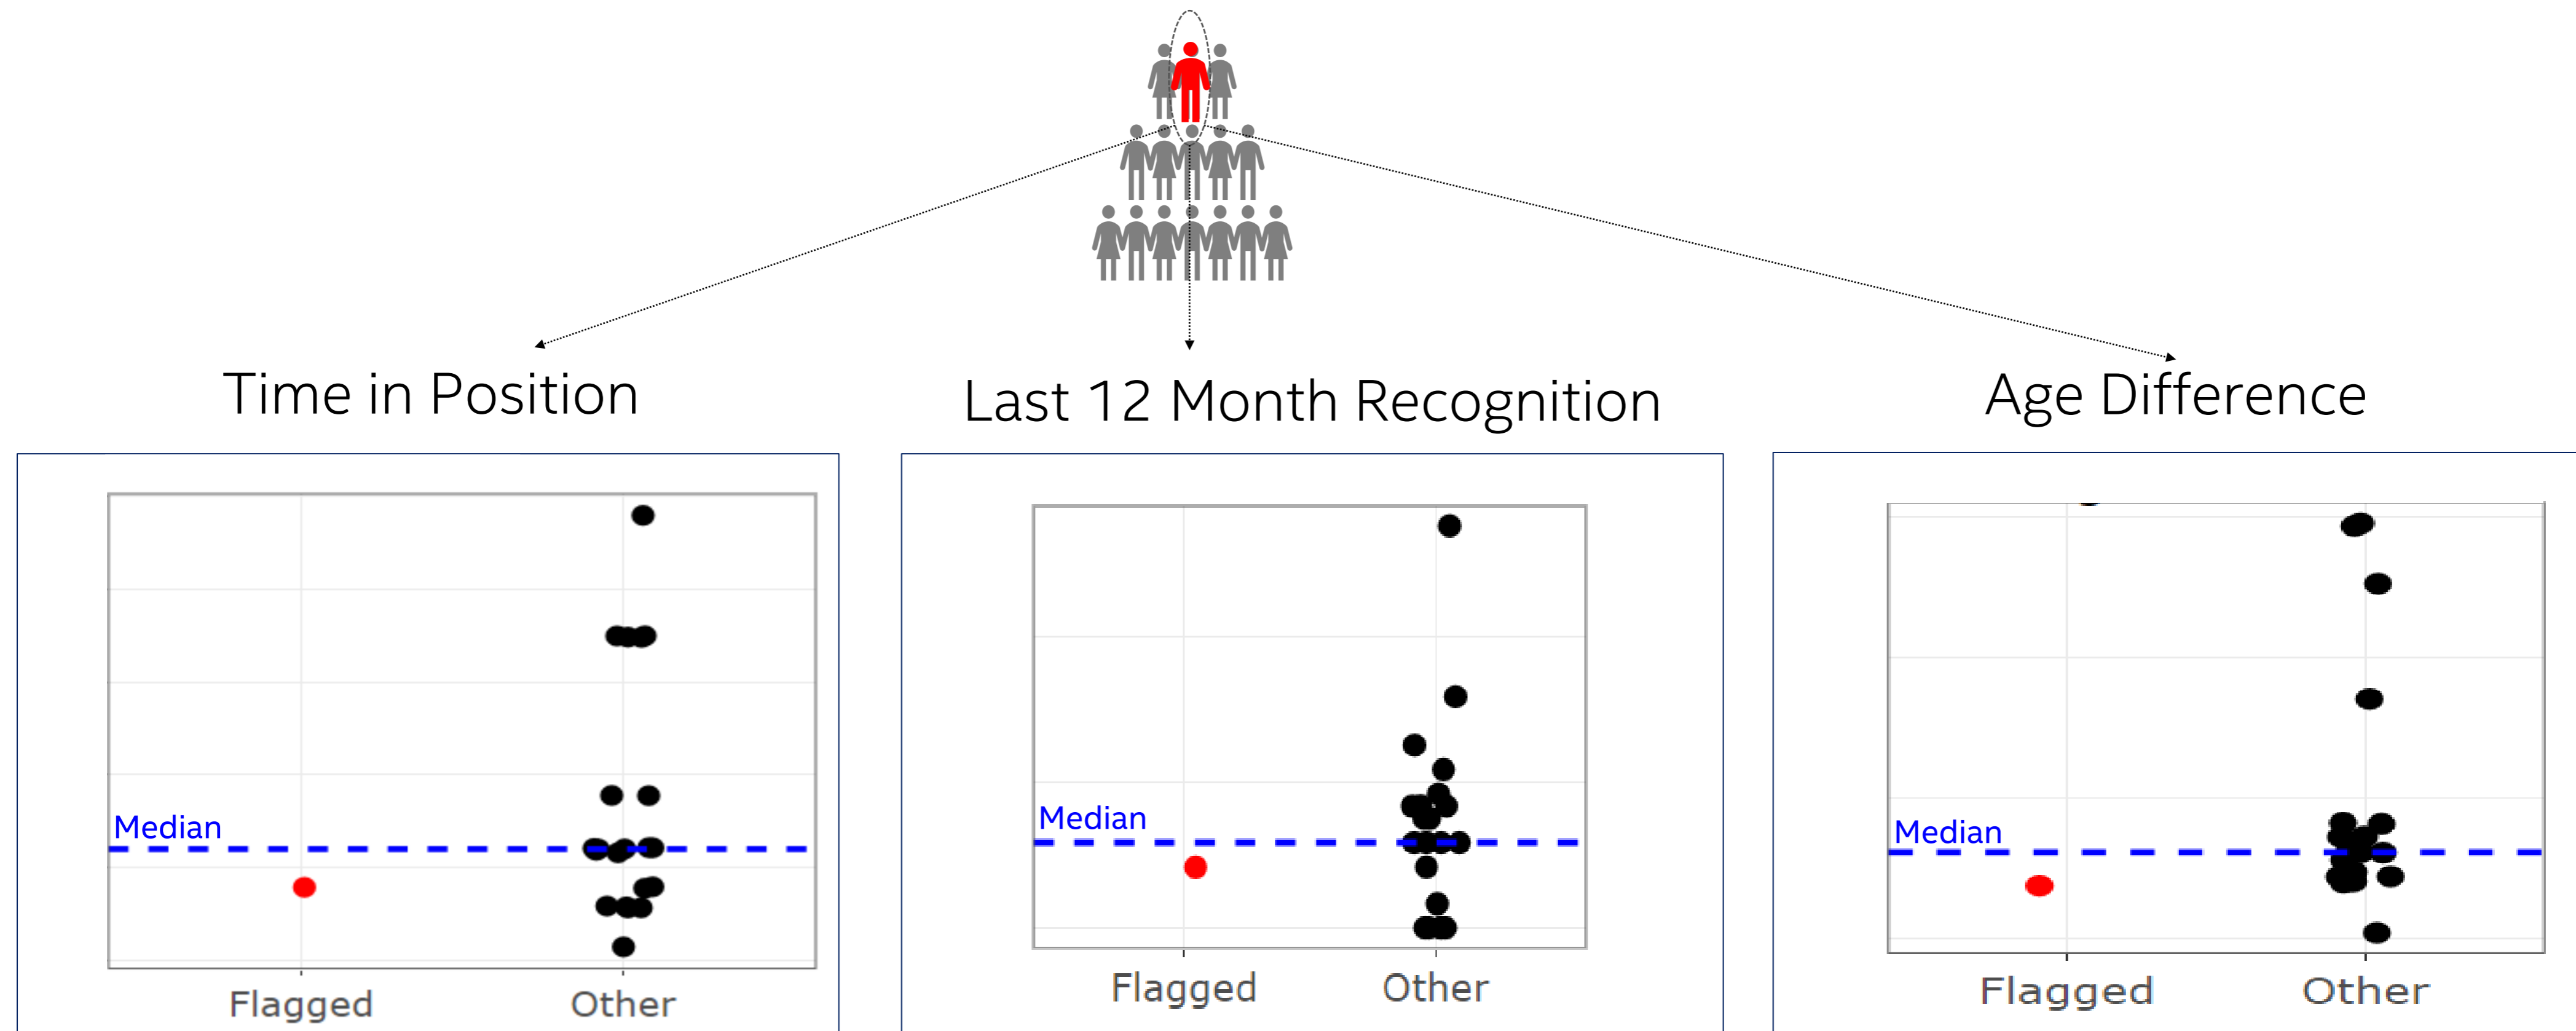 Time in Position
Last 12 Month Recognition
Age Difference
Median
Flagged
Other
Median
Flagged
Other
Median
Flagged
Other